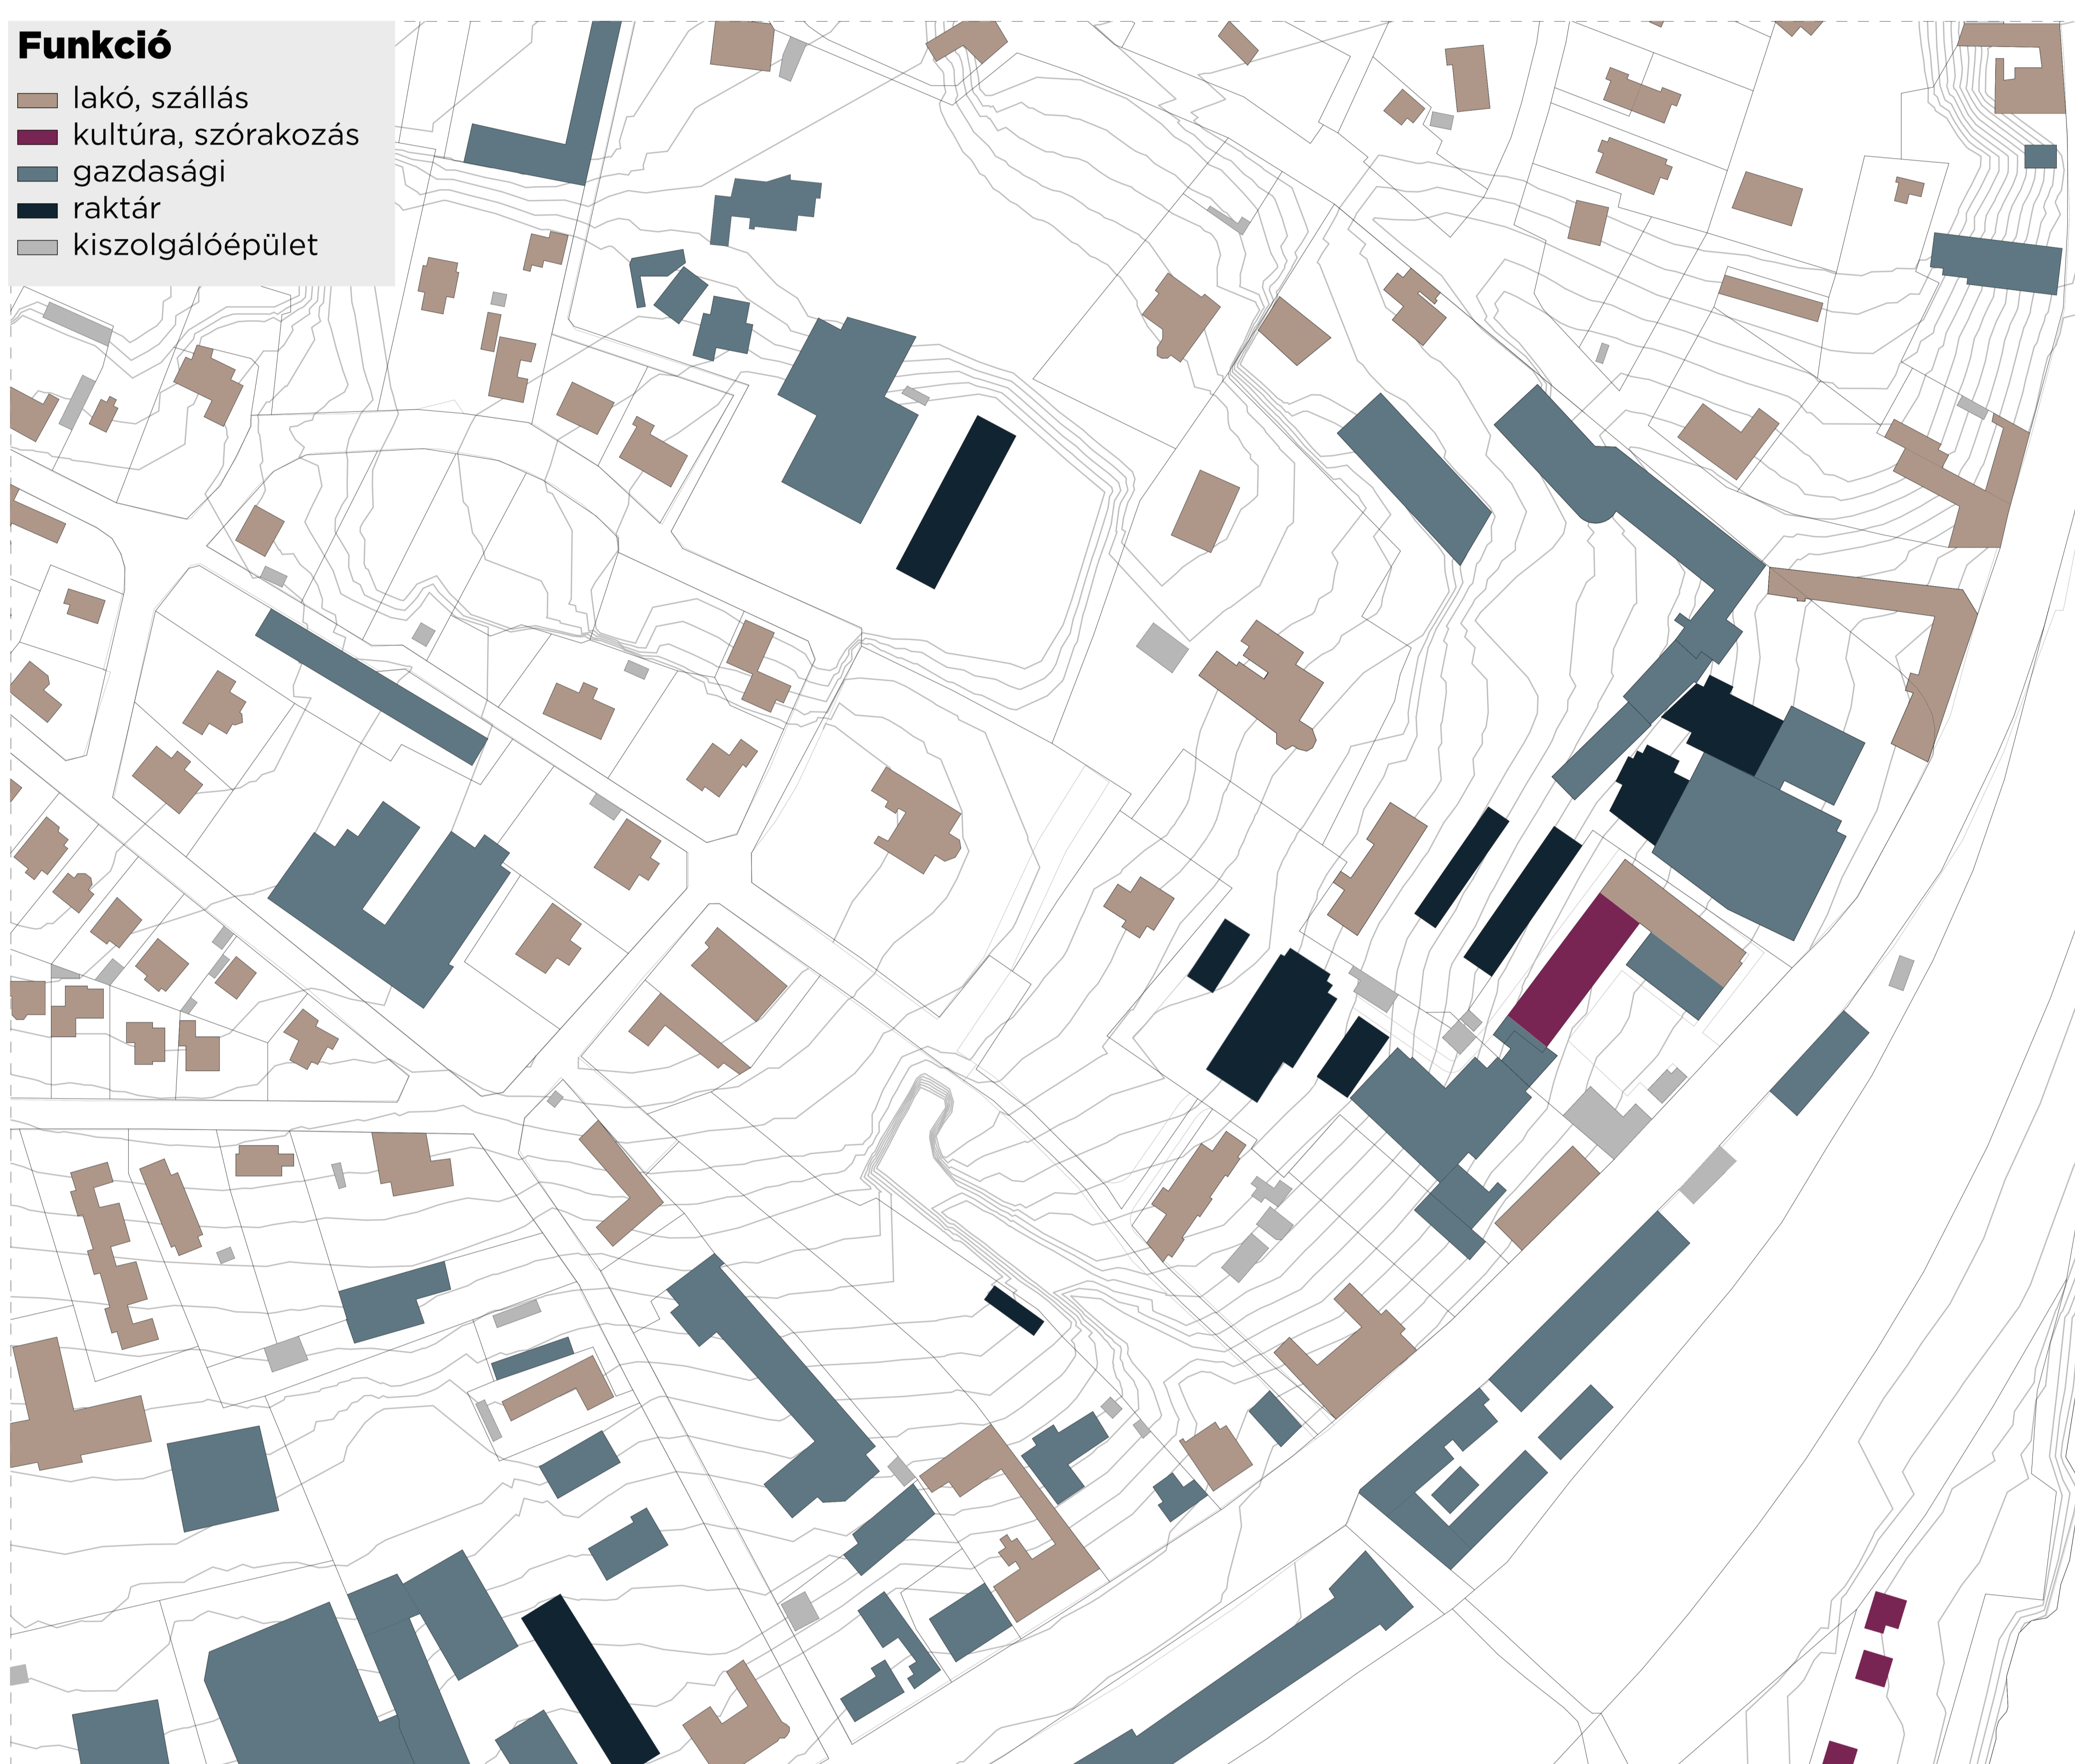 Funkció
lakó, szállás
kultúra, szórakozás
gazdasági
raktár
kiszolgálóépület